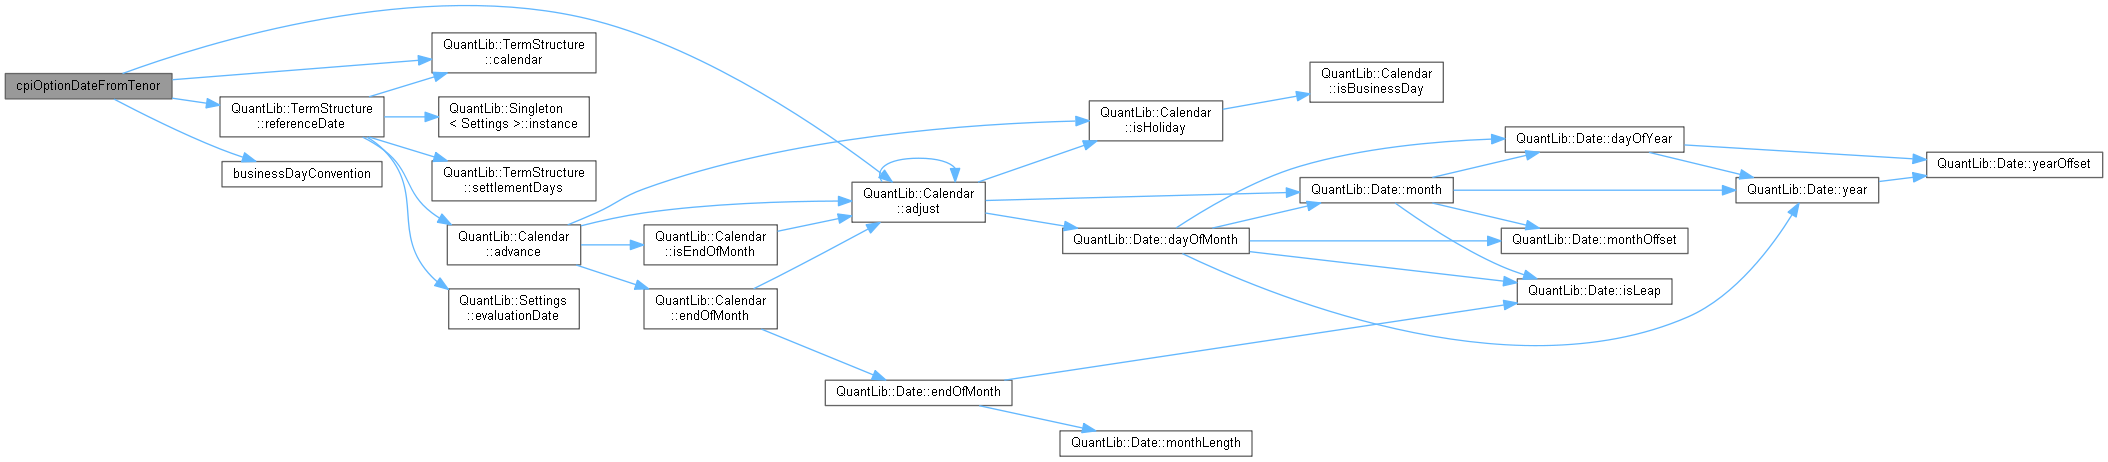 cpiOptionDateFromTenor
QuantLib::TermStructure
::calendar
QuantLib::TermStructure
::referenceDate
QuantLib::Singleton
< Settings >::instance
businessDayConvention
QuantLib::TermStructure
::settlementDays
QuantLib::Calendar
::advance
QuantLib::Settings
::evaluationDate
QuantLib::Calendar
::isEndOfMonth
QuantLib::Calendar
::endOfMonth
QuantLib::Calendar
::adjust
QuantLib::Date::endOfMonth
QuantLib::Calendar
::isHoliday
QuantLib::Date::dayOfMonth
QuantLib::Date::monthLength
QuantLib::Calendar
::isBusinessDay
QuantLib::Date::month
QuantLib::Date::dayOfYear
QuantLib::Date::monthOffset
QuantLib::Date::isLeap
QuantLib::Date::year
QuantLib::Date::yearOffset